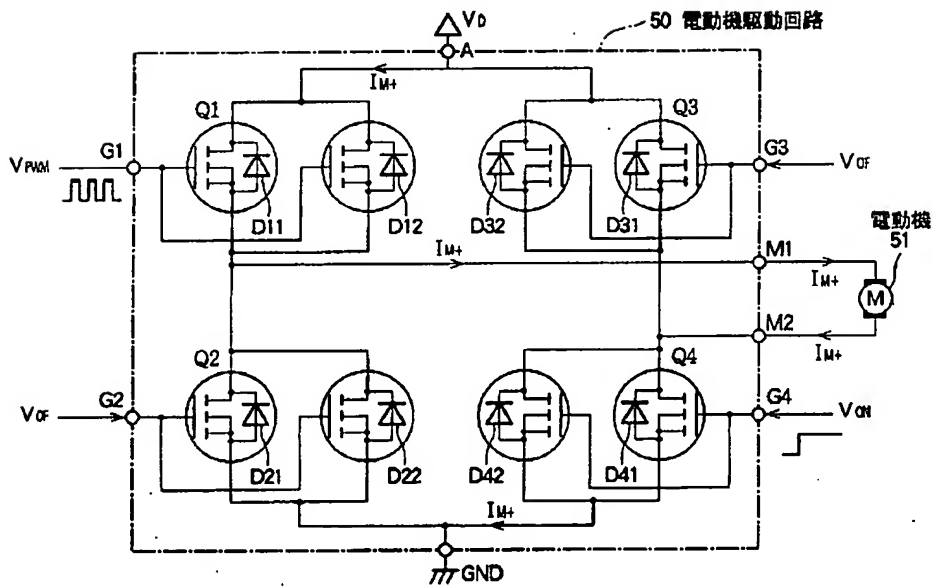 50 電動機駆動回路
VD
A
IM+
Q1
Q3
G1
G3
VPWM
VOF
D11
D12
D32
D31
電動機
51
IM+
M1
IM+
M
M2
IM+
Q2
Q4
G2
G4
VOF
VON
D21
D22
D42
D41
IM+
GND